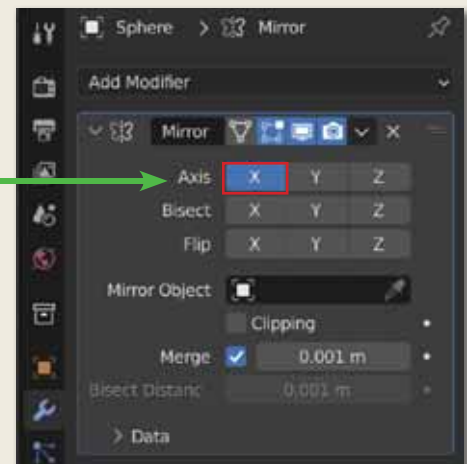 Sphere > Mirror
Add Modifier
Mirror
Axis X Y Z
Bisect X Y Z
Flip X Y Z
Mirror Object
Clipping
Merge 0.001 m
Bisect Distanc 0.001 m
> Data